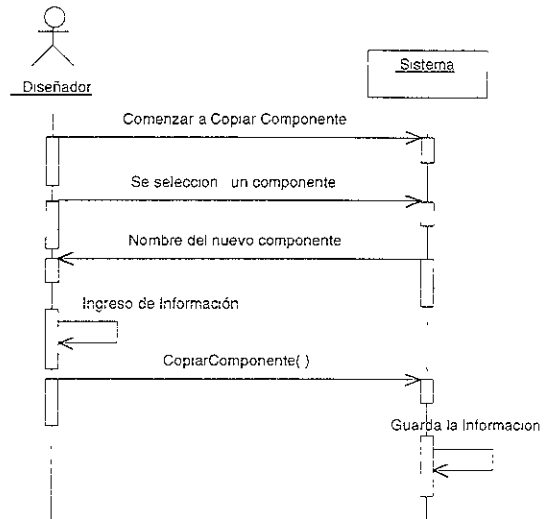 Diseñador
Sistema
Comenzar a Copiar Componente
Se seleccion un componente
Nombre del nuevo componente
Ingreso de Información
CopiarComponente( )
Guarda la Informacion